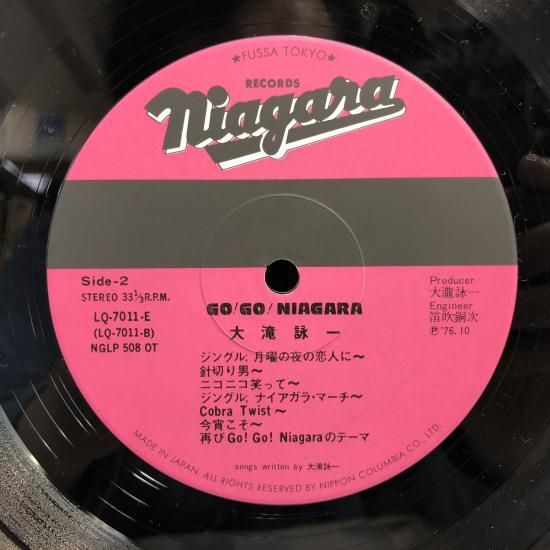 ★FUSSA TOKYO★
RECORDS
Niagara
Side-2
STEREO 33⅓R.P.M.
LQ-7011-E
(LQ-7011-B)
NGLP 508 OT
Producer
大瀧詠一
Engineer
笛吹銅次
Ⓟ'76.10
GO! GO! NIAGARA
大滝詠一
ジングル; 月曜の夜の恋人に〜
針切り男〜
ニコニコ笑って〜
ジングル; ナイアガラ・マーチ〜
Cobra Twist〜
今宵こそ〜
再びGo! Go! Niagaraのテーマ
songs written by 大滝詠一
MADE IN JAPAN. ALL RIGHTS RESERVED BY NIPPON COLUMBIA CO., LTD.